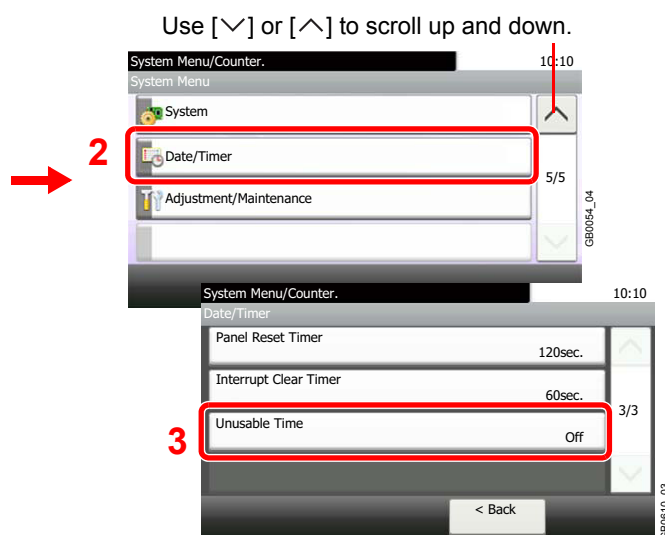 Use [∨] or [∧] to scroll up and down.
System Menu/Counter. 10:10
System Menu
System
2
Date/Timer
5/5
Adjustment/Maintenance
GB0054_04
System Menu/Counter. 10:10
Date/Timer
Panel Reset Timer
120sec.
Interrupt Clear Timer
60sec.
3/3
3
Unusable Time
Off
< Back
GB0610_03